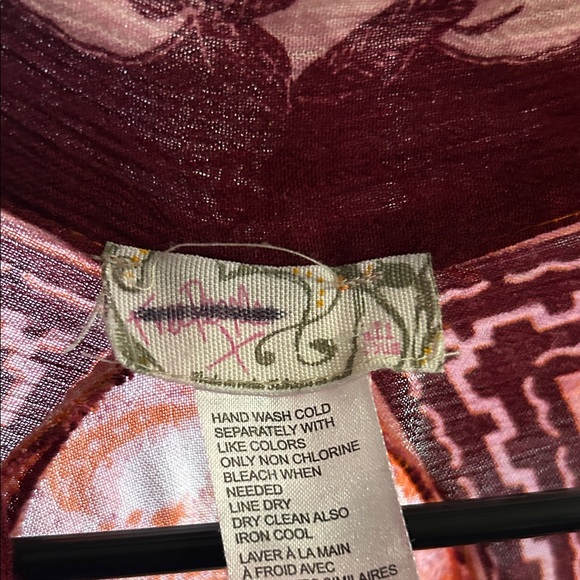 HAND WASH COLD
SEPARATELY WITH
LIKE COLORS
ONLY NON CHLORINE
BLEACH WHEN
NEEDED
LINE DRY
DRY CLEAN ALSO
IRON COOL
LAVER À LA MAIN
À FROID AVEC
SIMILAIRES